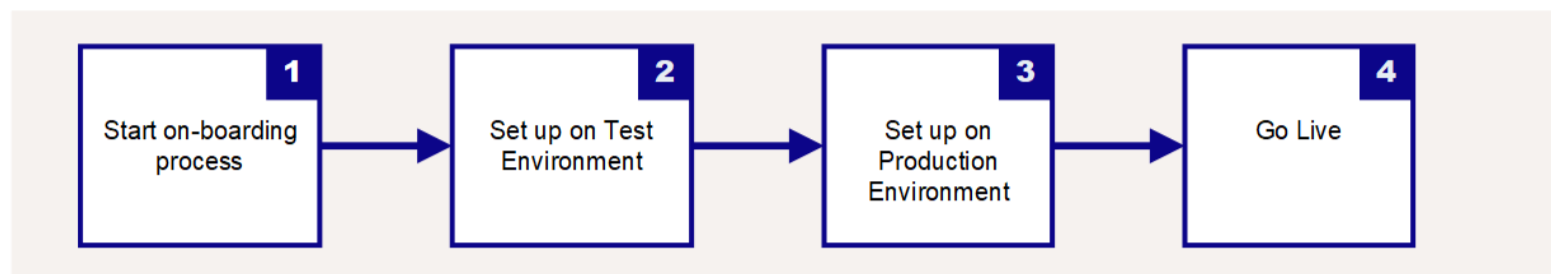 1
Start on-boarding
process
2
Set up on Test
Environment
3
Set up on
Production
Environment
4
Go Live